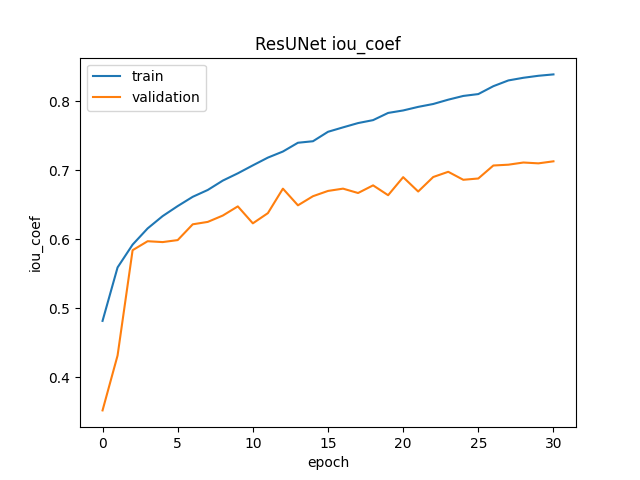 ResUNet iou_coef
train
validation
0.8
0.7
0.6
0.5
0.4
iou_coef
0 5 10 15 20 25 30
epoch